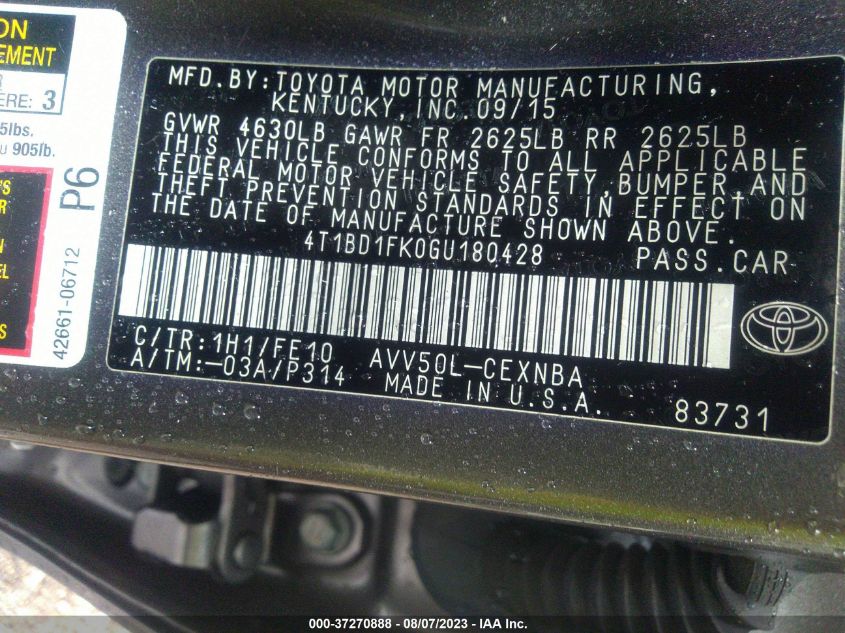 ON
EMENT
R
ERE: 3
5lbs.
u 905lb.
'S
R
EL
S
P6
42661-06712
MFD.BY:TOYOTA MOTOR MANUFACTURING,
KENTUCKY,INC.09/15
GVWR 4630LB GAWR FR 2625LB RR 2625LB
THIS VEHICLE CONFORMS TO ALL APPLICABLE
FEDERAL MOTOR VEHICLE SAFETY,BUMPER,AND
THEFT PREVENTION STANDARDS IN EFFECT ON
THE DATE OF MANUFACTURE SHOWN ABOVE.
4T1BD1FK0GU180428 PASS.CAR
C/TR:1H1/FE10 AVV50L-CEXNBA
A/TM:-03A/P314 MADE IN U.S.A.
83731
000-37270888 - 08/07/2023 - IAA Inc.